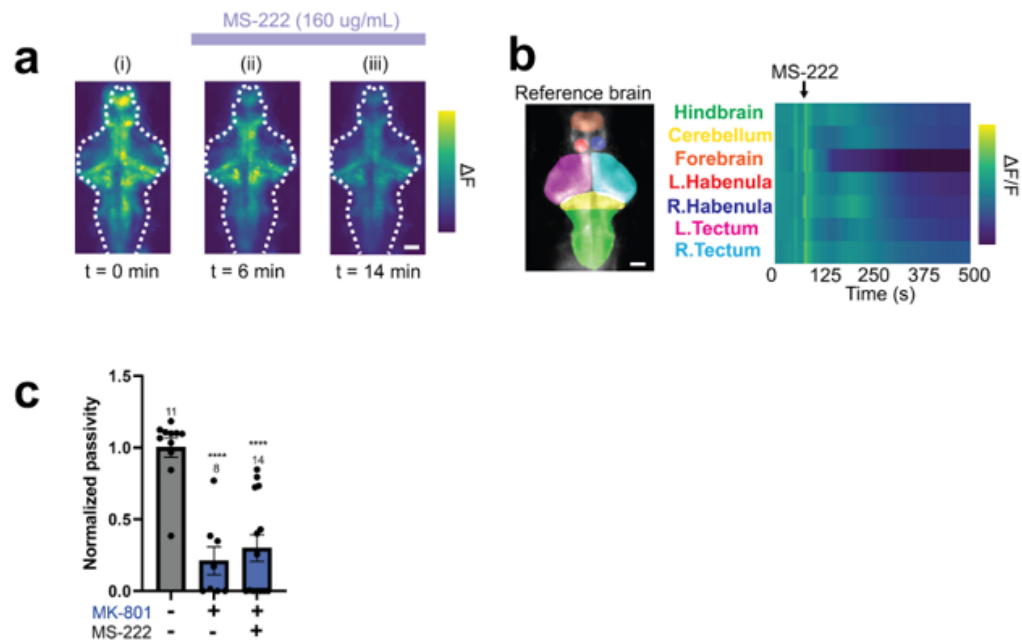 MS-222 (160 ug/mL)
a
(i) (ii) (iii)
ΔF
t = 0 min t = 6 min t = 14 min
b
MS-222
Reference brain
Hindbrain
Cerebellum
Forebrain
L.Habenula
R.Habenula
L.Tectum
R.Tectum
ΔF/F
0 125 250 375 500
Time (s)
c
Normalized passivity
1.5
1.0
0.5
0.0
11
****
8
****
14
MK-801 - + +
MS-222 - - +